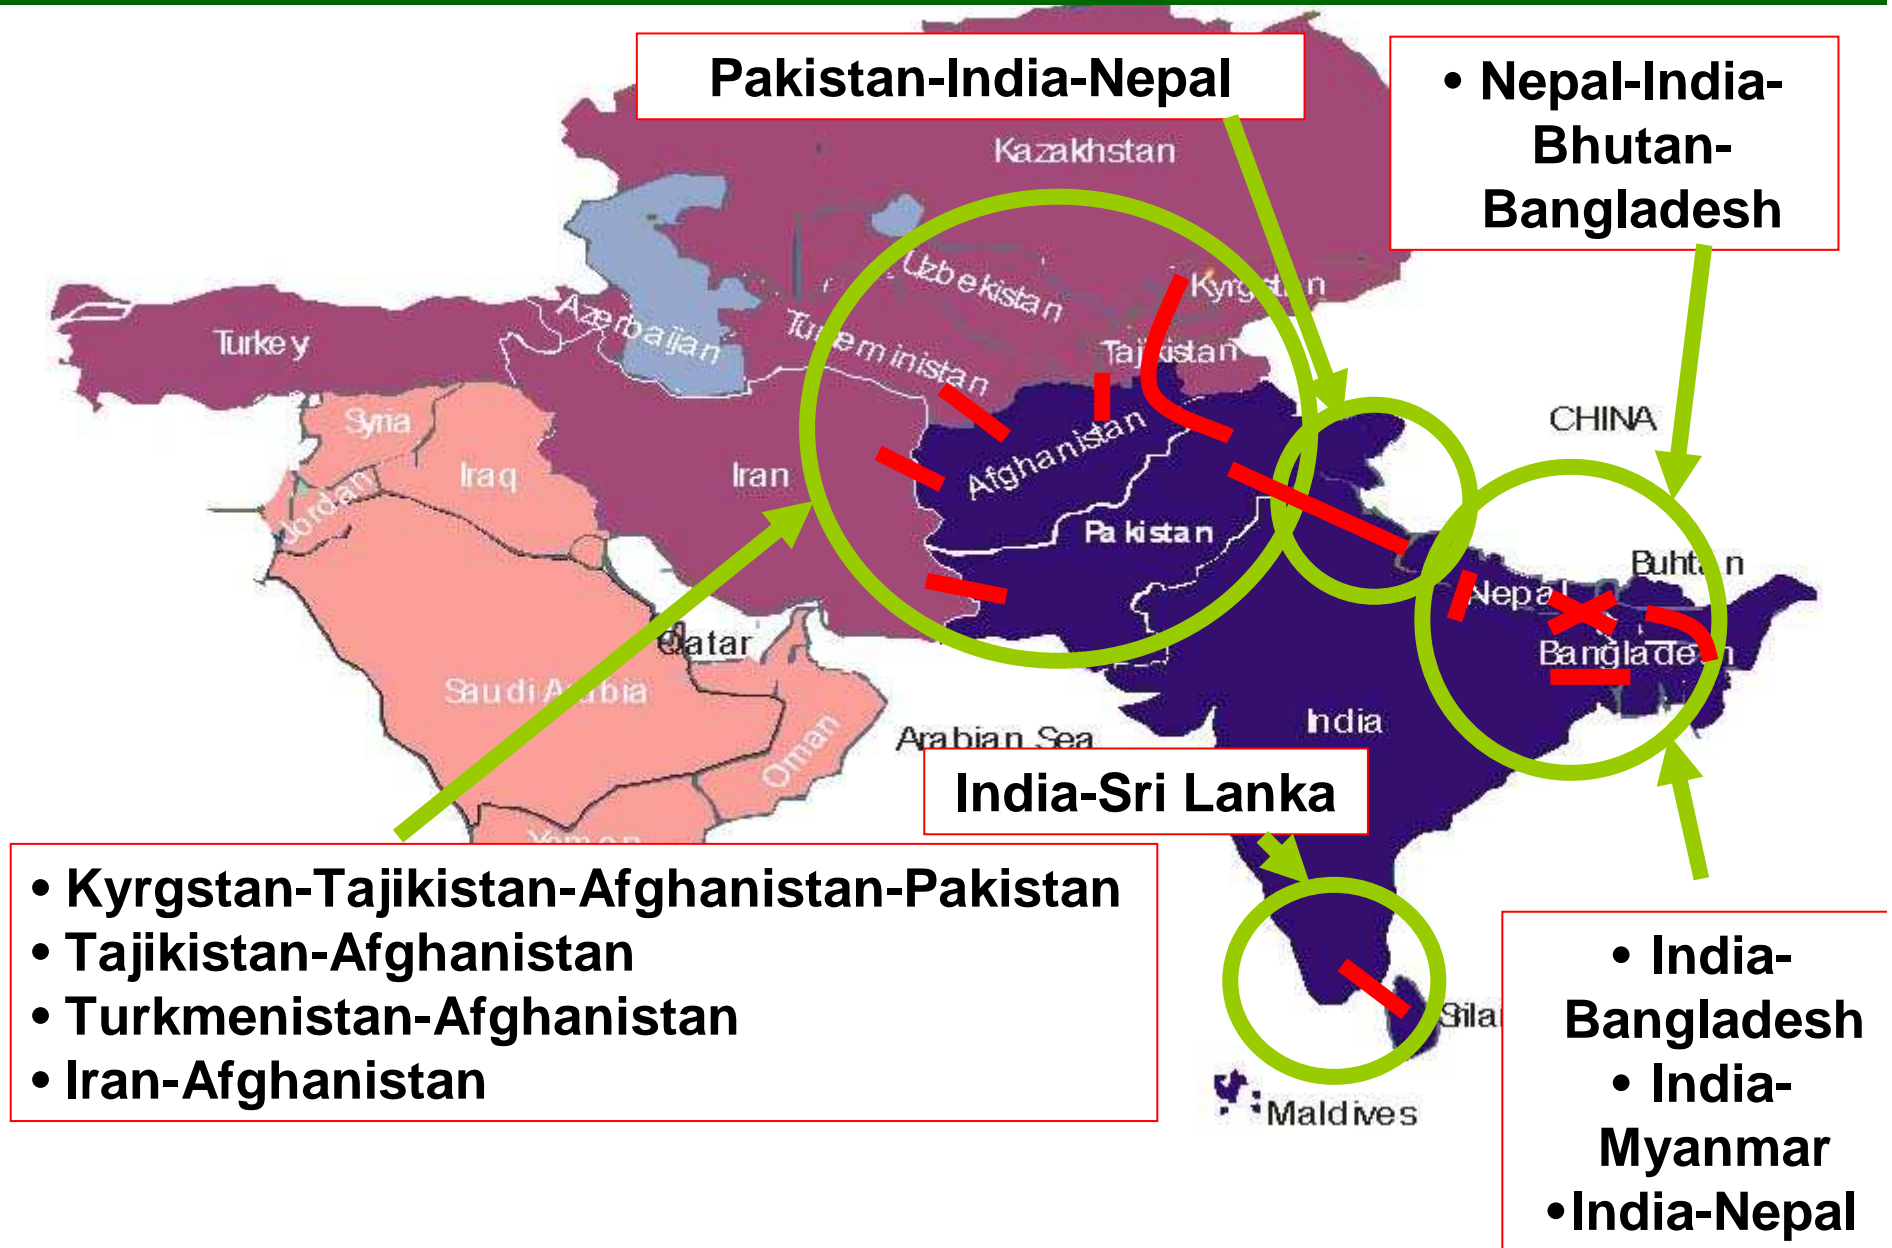 Pakistan-India-Nepal
• Nepal-India-
Bhutan-
Bangladesh
Kazakhstan
Uzbekistan
Kyrgstan
Azerbaijan
Turkey
Tajikistan
CHINA
Syria
Iraq
Iran
Afghanistan
Jordan
Pakistan
Buhtan
Nepal
Qatar
Bangladesh
Saudi Arabia
India
Oman
Arabian Sea
India-Sri Lanka
• Kyrgstan-Tajikistan-Afghanistan-Pakistan
• Tajikistan-Afghanistan
• Turkmenistan-Afghanistan
• Iran-Afghanistan
Maldives
• India-
Bangladesh
• India-
Myanmar
•India-Nepal